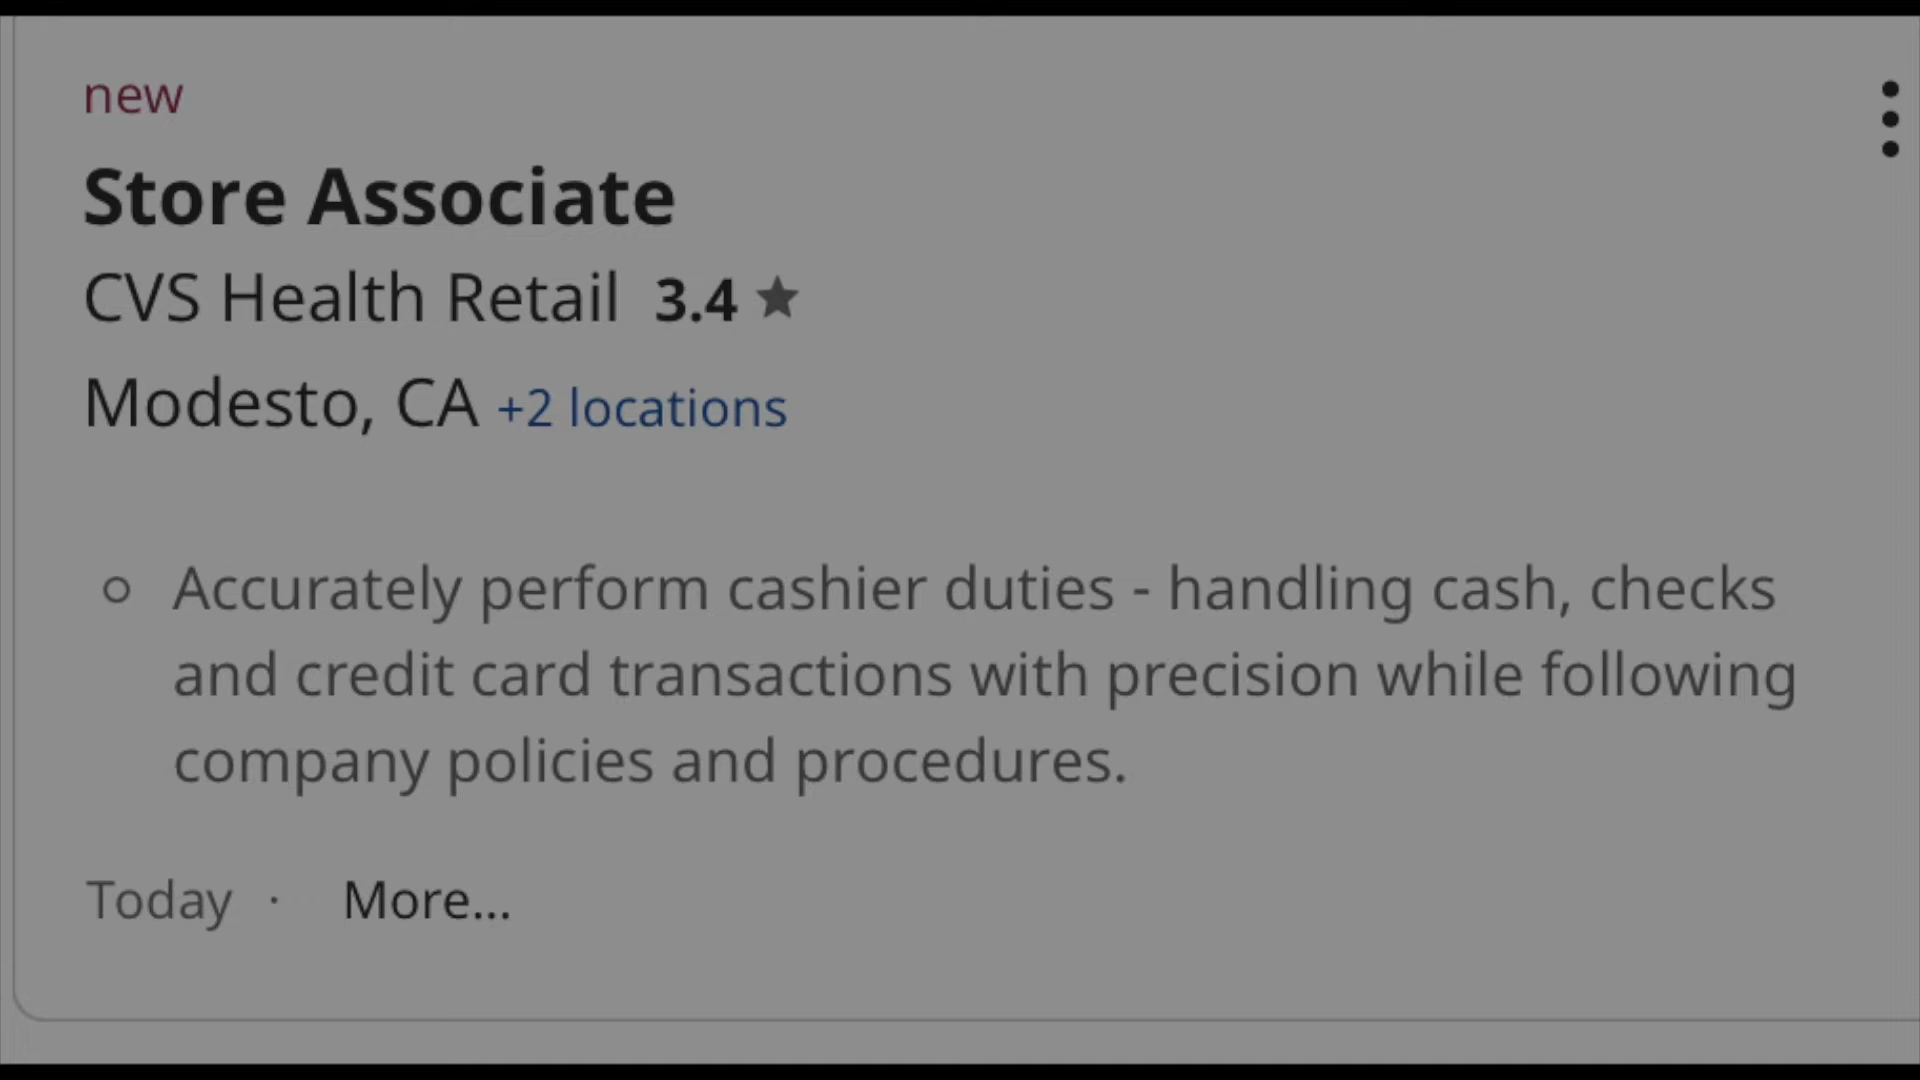 new
Store Associate
CVS Health Retail 3.4 ★
Modesto, CA +2 locations
Accurately perform cashier duties - handling cash, checks
and credit card transactions with precision while following
company policies and procedures.
Today · More...